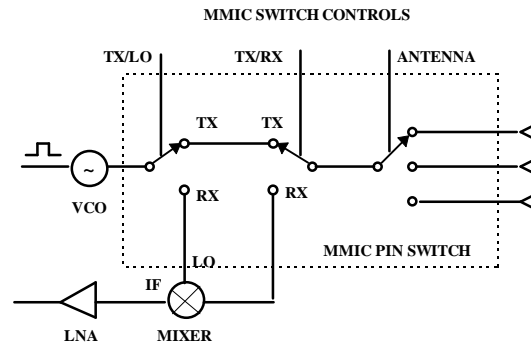 MMIC SWITCH CONTROLS
TX/LO TX/RX ANTENNA
TX TX
~
VCO RX RX
MMIC PIN SWITCH
LO
IF
LNA MIXER